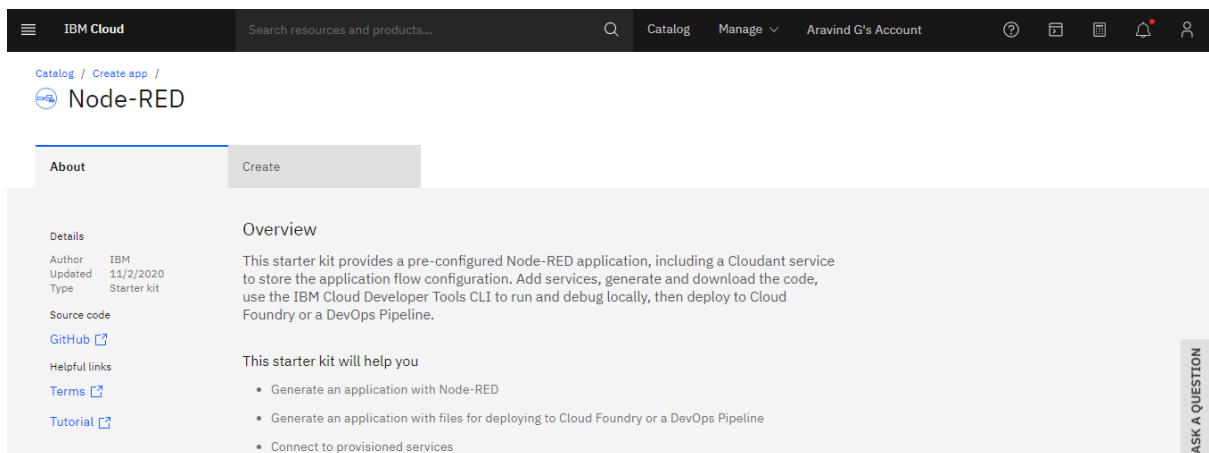 IBM Cloud
Search resources and products...
Catalog
Manage
Aravind G's Account
Catalog / Create app /
Node-RED
About
Create
Details
Author IBM
Updated 11/2/2020
Type Starter kit
Source code
GitHub
Helpful links
Terms
Tutorial
Overview
This starter kit provides a pre-configured Node-RED application, including a Cloudant service
to store the application flow configuration. Add services, generate and download the code,
use the IBM Cloud Developer Tools CLI to run and debug locally, then deploy to Cloud
Foundry or a DevOps Pipeline.
This starter kit will help you
• Generate an application with Node-RED
• Generate an application with files for deploying to Cloud Foundry or a DevOps Pipeline
• Connect to provisioned services
ASK A QUESTION